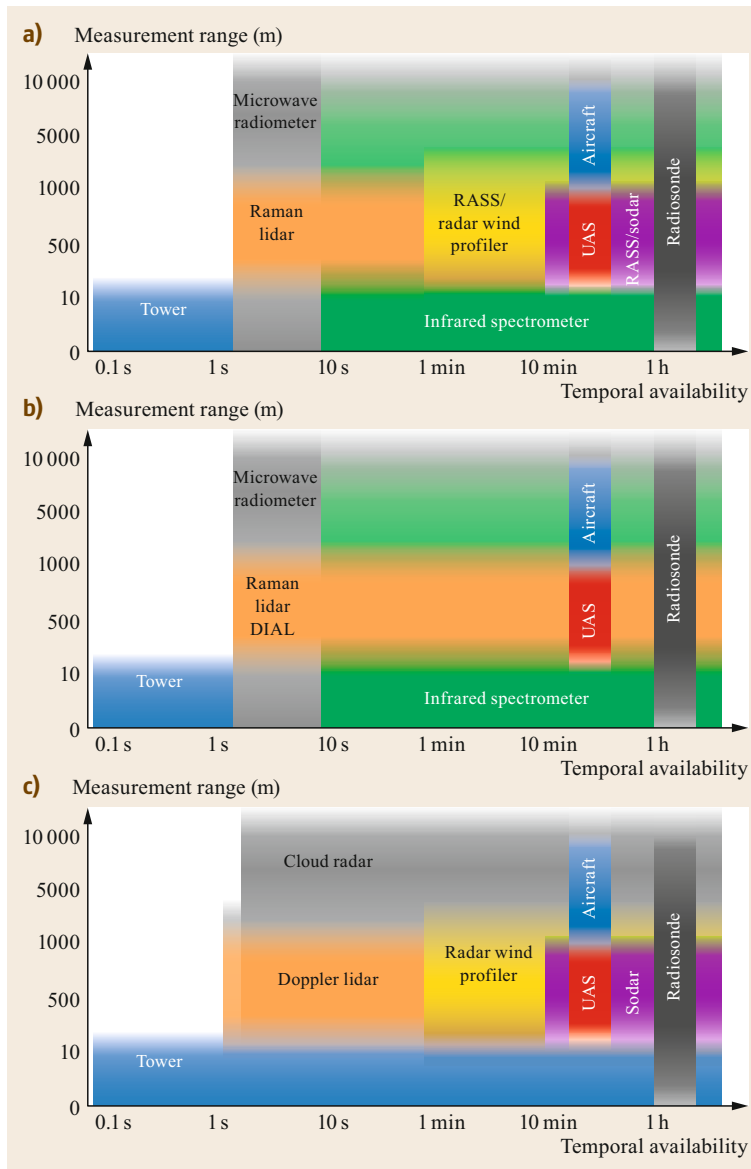 a) Measurement range (m)
10 000
5000
1000
500
10
0
Microwave
radiometer
Raman
lidar
RASS/
radar wind
profiler
Aircraft
UAS
RASS/sodar
Radiosonde
Tower
Infrared spectrometer
0.1 s 1 s 10 s 1 min 10 min 1 h
Temporal availability
b) Measurement range (m)
10 000
5000
1000
500
10
0
Microwave
radiometer
Raman
lidar
DIAL
Aircraft
UAS
Radiosonde
Tower
Infrared spectrometer
0.1 s 1 s 10 s 1 min 10 min 1 h
Temporal availability
c) Measurement range (m)
10 000
5000
1000
500
10
0
Cloud radar
Doppler lidar
Radar wind
profiler
Aircraft
UAS
Sodar
Radiosonde
Tower
0.1 s 1 s 10 s 1 min 10 min 1 h
Temporal availability